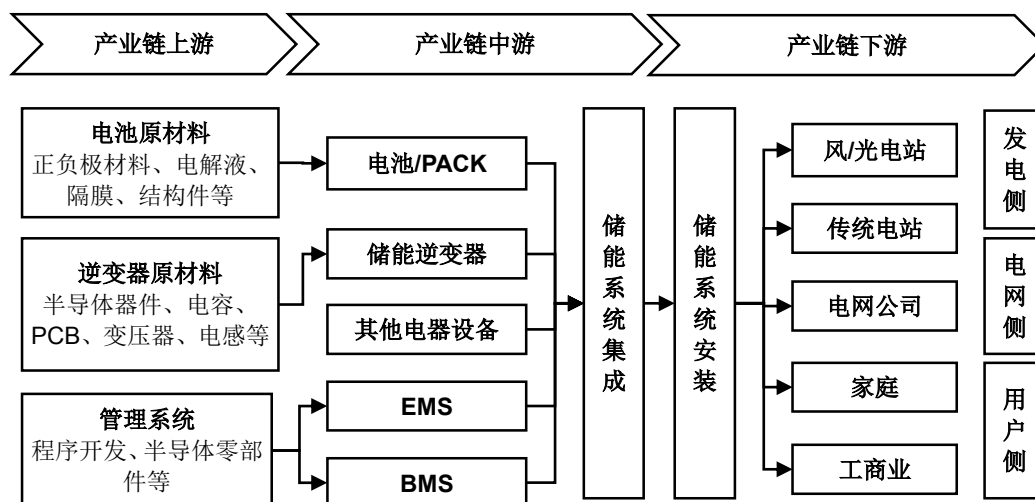 产业链上游
产业链中游
产业链下游
电池原材料
正负极材料、电解液、
隔膜、结构件等
逆变器原材料
半导体器件、电容、
PCB、变压器、电感等
管理系统
程序开发、半导体零部
件等
电池/PACK
储能逆变器
其他电器设备
EMS
BMS
储能系统集成
储能系统安装
风/光电站
传统电站
电网公司
家庭
工商业
发电侧
电网侧
用户侧